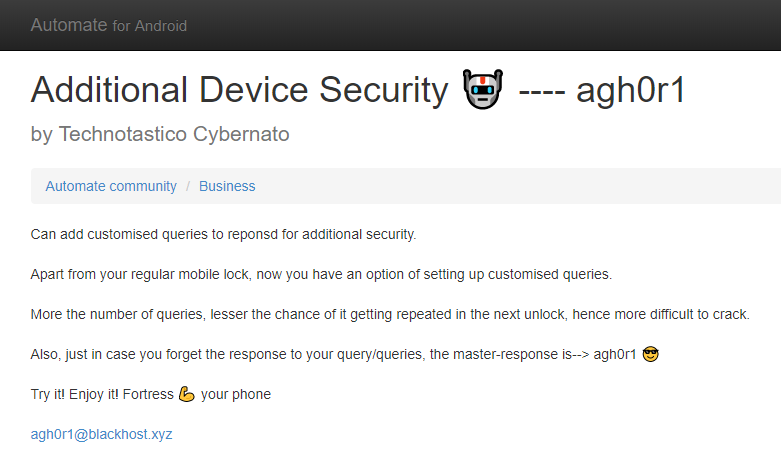 Automate for Android
Additional Device Security 🤖 ---- agh0r1
by Technotastico Cybernato
Automate community / Business
Can add customised queries to reponsd for additional security.
Apart from your regular mobile lock, now you have an option of setting up customised queries.
More the number of queries, lesser the chance of it getting repeated in the next unlock, hence more difficult to crack.
Also, just in case you forget the response to your query/queries, the master-response is--> agh0r1 😎
Try it! Enjoy it! Fortress 💪 your phone
agh0r1@blackhost.xyz